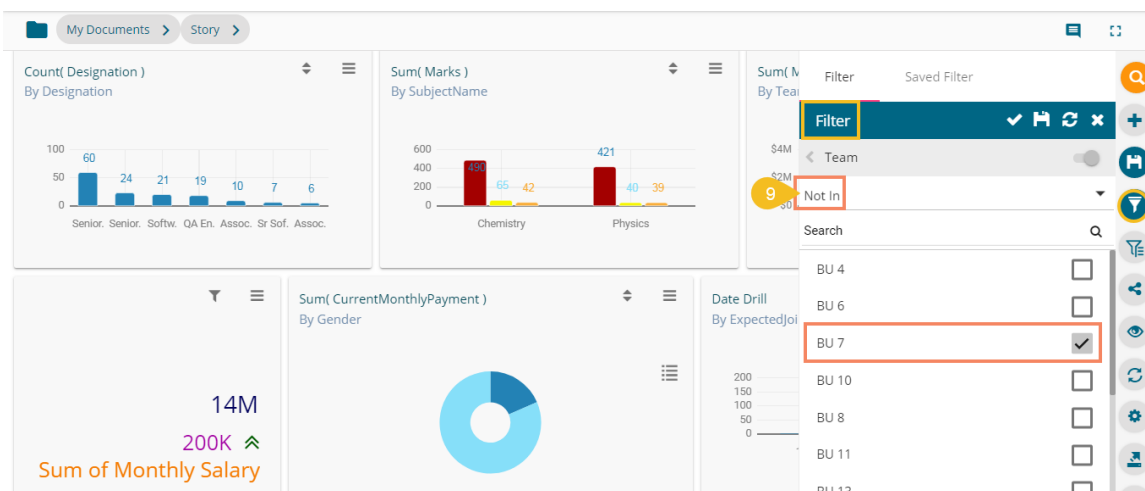 My Documents
Story
Count( Designation )
By Designation
100
50
0
60
24
21
19
10
7
6
Senior.
Senior.
Softw.
QA En.
Assoc.
Sr Sof.
Assoc.
Sum( Marks )
By SubjectName
600
400
200
0
490
65
42
421
40
39
Chemistry
Physics
Sum( M
By Tea
$4M
$2M
$0
14M
200K
Sum of Monthly Salary
Sum( CurrentMonthlyPayment )
By Gender
Date Drill
By ExpectedJoi
200
150
100
50
0
Filter
Saved Filter
Filter
Team
9
Not In
Search
BU 4
BU 6
BU 7
BU 10
BU 8
BU 11